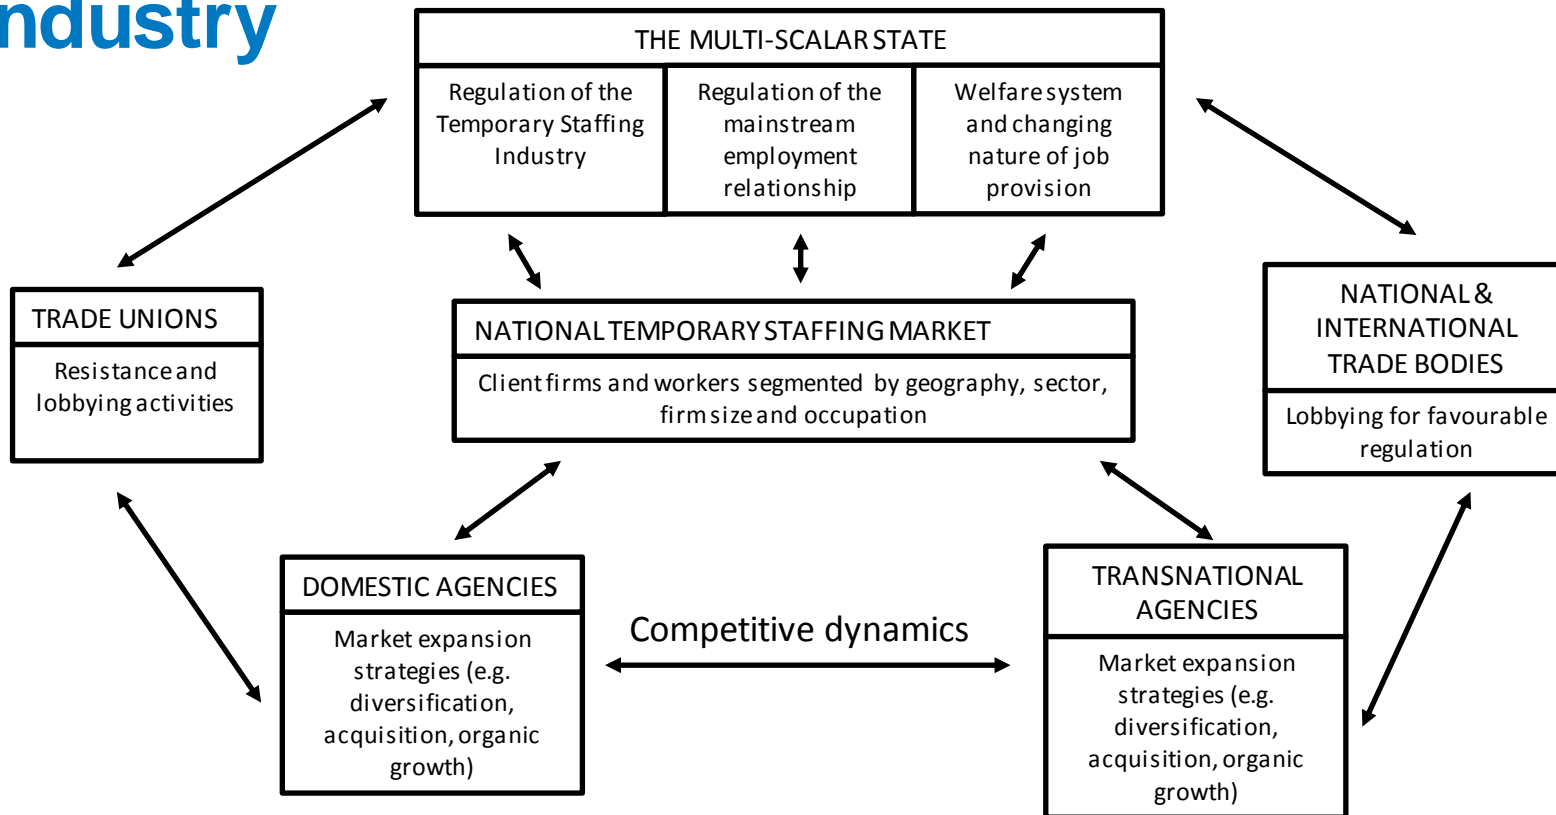 ndustry
THE MULTI-SCALAR STATE
Regulation of the
Temporary Staffing
Industry
Regulation of the
mainstream
employment
relationship
Welfare system
and changing
nature of job
provision
TRADE UNIONS
Resistance and
lobbying activities
NATIONAL TEMPORARY STAFFING MARKET
Client firms and workers segmented by geography, sector,
firm size and occupation
NATIONAL &
INTERNATIONAL
TRADE BODIES
Lobbying for favourable
regulation
DOMESTIC AGENCIES
Market expansion
strategies (e.g.
diversification,
acquisition, organic
growth)
Competitive dynamics
TRANSNATIONAL
AGENCIES
Market expansion
strategies (e.g.
diversification,
acquisition, organic
growth)